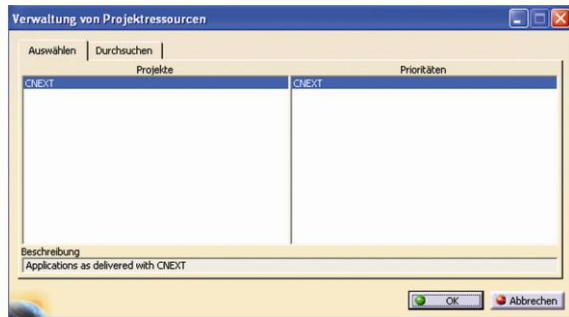 Verwaltung von Projektressourcen
Auswählen Durchsuchen
Projekte Prioritäten
CNEXT CNEXT
Beschreibung
Applications as delivered with CNEXT
OK Abbrechen